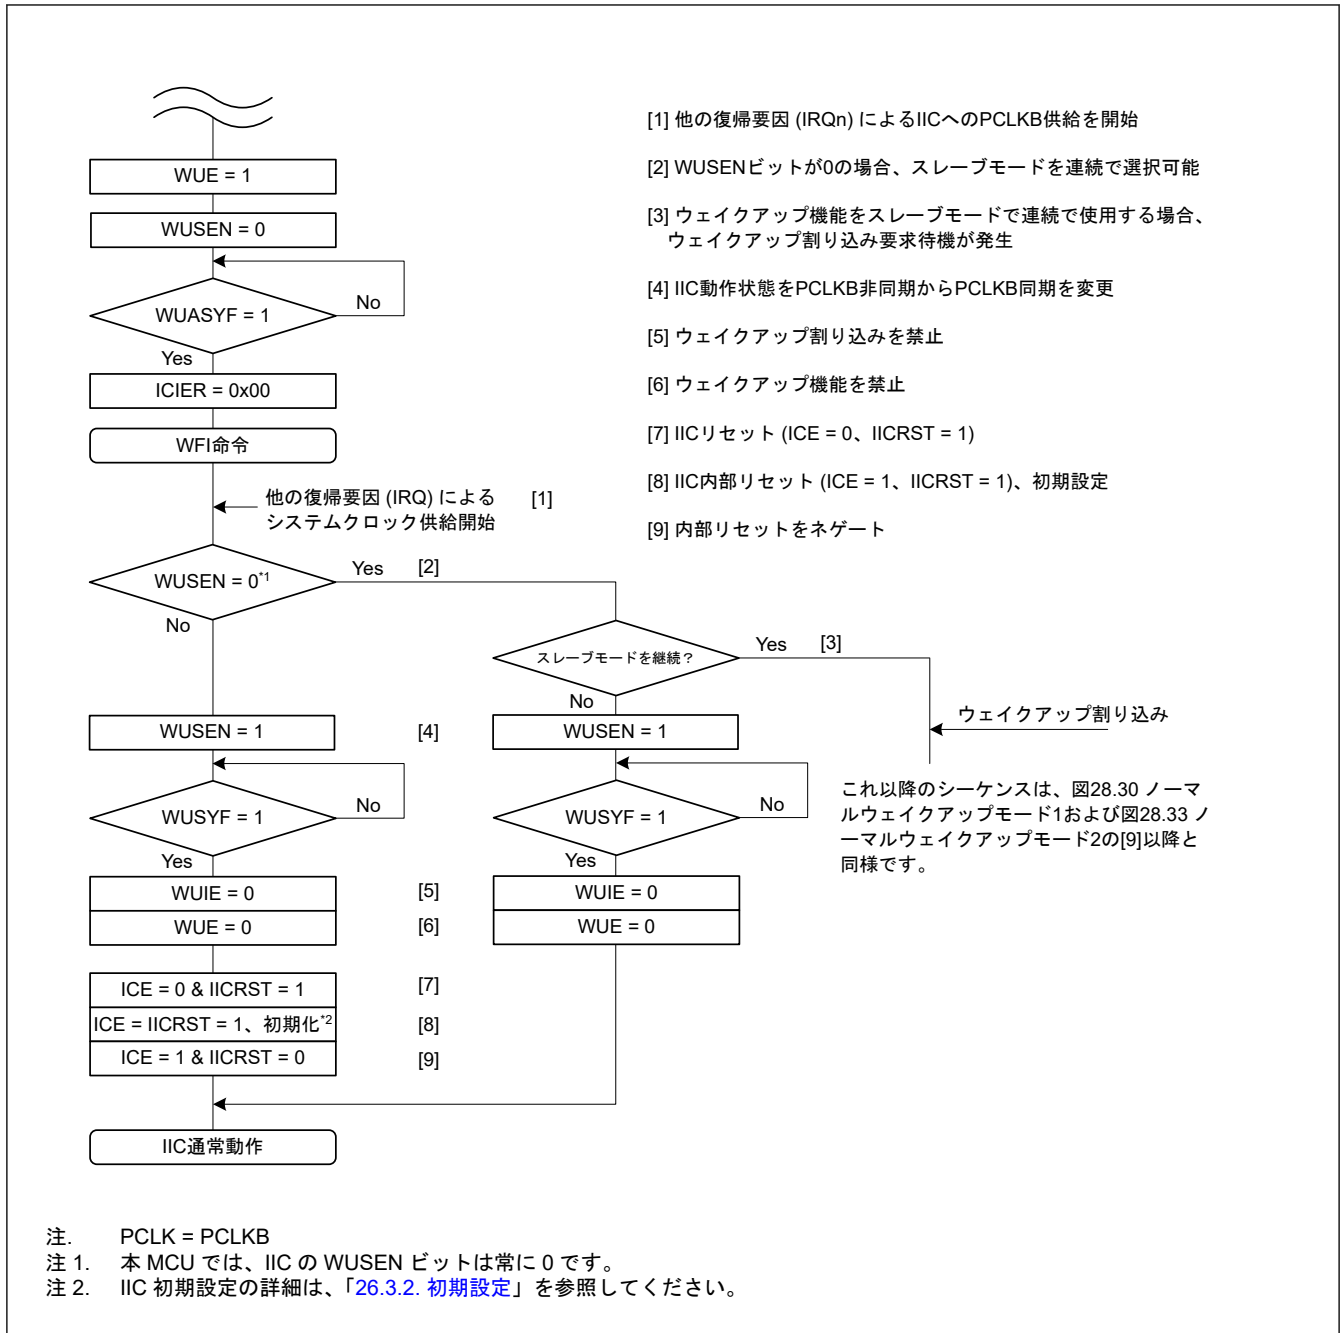 [1] 他の復帰要因 (IRQn) によるIICへのPCLKB供給を開始
[2] WUSENビットが0の場合、スレーブモードを連続で選択可能
[3] ウェイクアップ機能をスレーブモードで連続で使用する場合、
ウェイクアップ割り込み要求待機が発生
[4] IIC動作状態をPCLKB非同期からPCLKB同期を変更
[5] ウェイクアップ割り込みを禁止
[6] ウェイクアップ機能を禁止
[7] IICリセット (ICE = 0、IICRST = 1)
[8] IIC内部リセット (ICE = 1、IICRST = 1)、初期設定
[9] 内部リセットをネゲート
WUE = 1
WUSEN = 0
WUASYF = 1
No
Yes
ICIER = 0x00
WFI命令
他の復帰要因 (IRQ) による [1]
システムクロック供給開始
WUSEN = 0*1
Yes [2]
No
スレーブモードを継続？
Yes [3]
No
ウェイクアップ割り込み
WUSEN = 1
[4]
WUSEN = 1
WUSYF = 1
No
Yes
WUSYF = 1
No
Yes
これ以降のシーケンスは、図28.30 ノーマ
ルウェイクアップモード1および図28.33 ノ
ーマルウェイクアップモード2の[9]以降と
同様です。
WUIE = 0
[5]
WUIE = 0
WUE = 0
[6]
WUE = 0
ICE = 0 & IICRST = 1
[7]
ICE = IICRST = 1、初期化*2
[8]
ICE = 1 & IICRST = 0
[9]
IIC通常動作
注. PCLK = PCLKB
注 1. 本 MCU では、IIC の WUSEN ビットは常に 0 です。
注 2. IIC 初期設定の詳細は、「26.3.2. 初期設定」を参照してください。